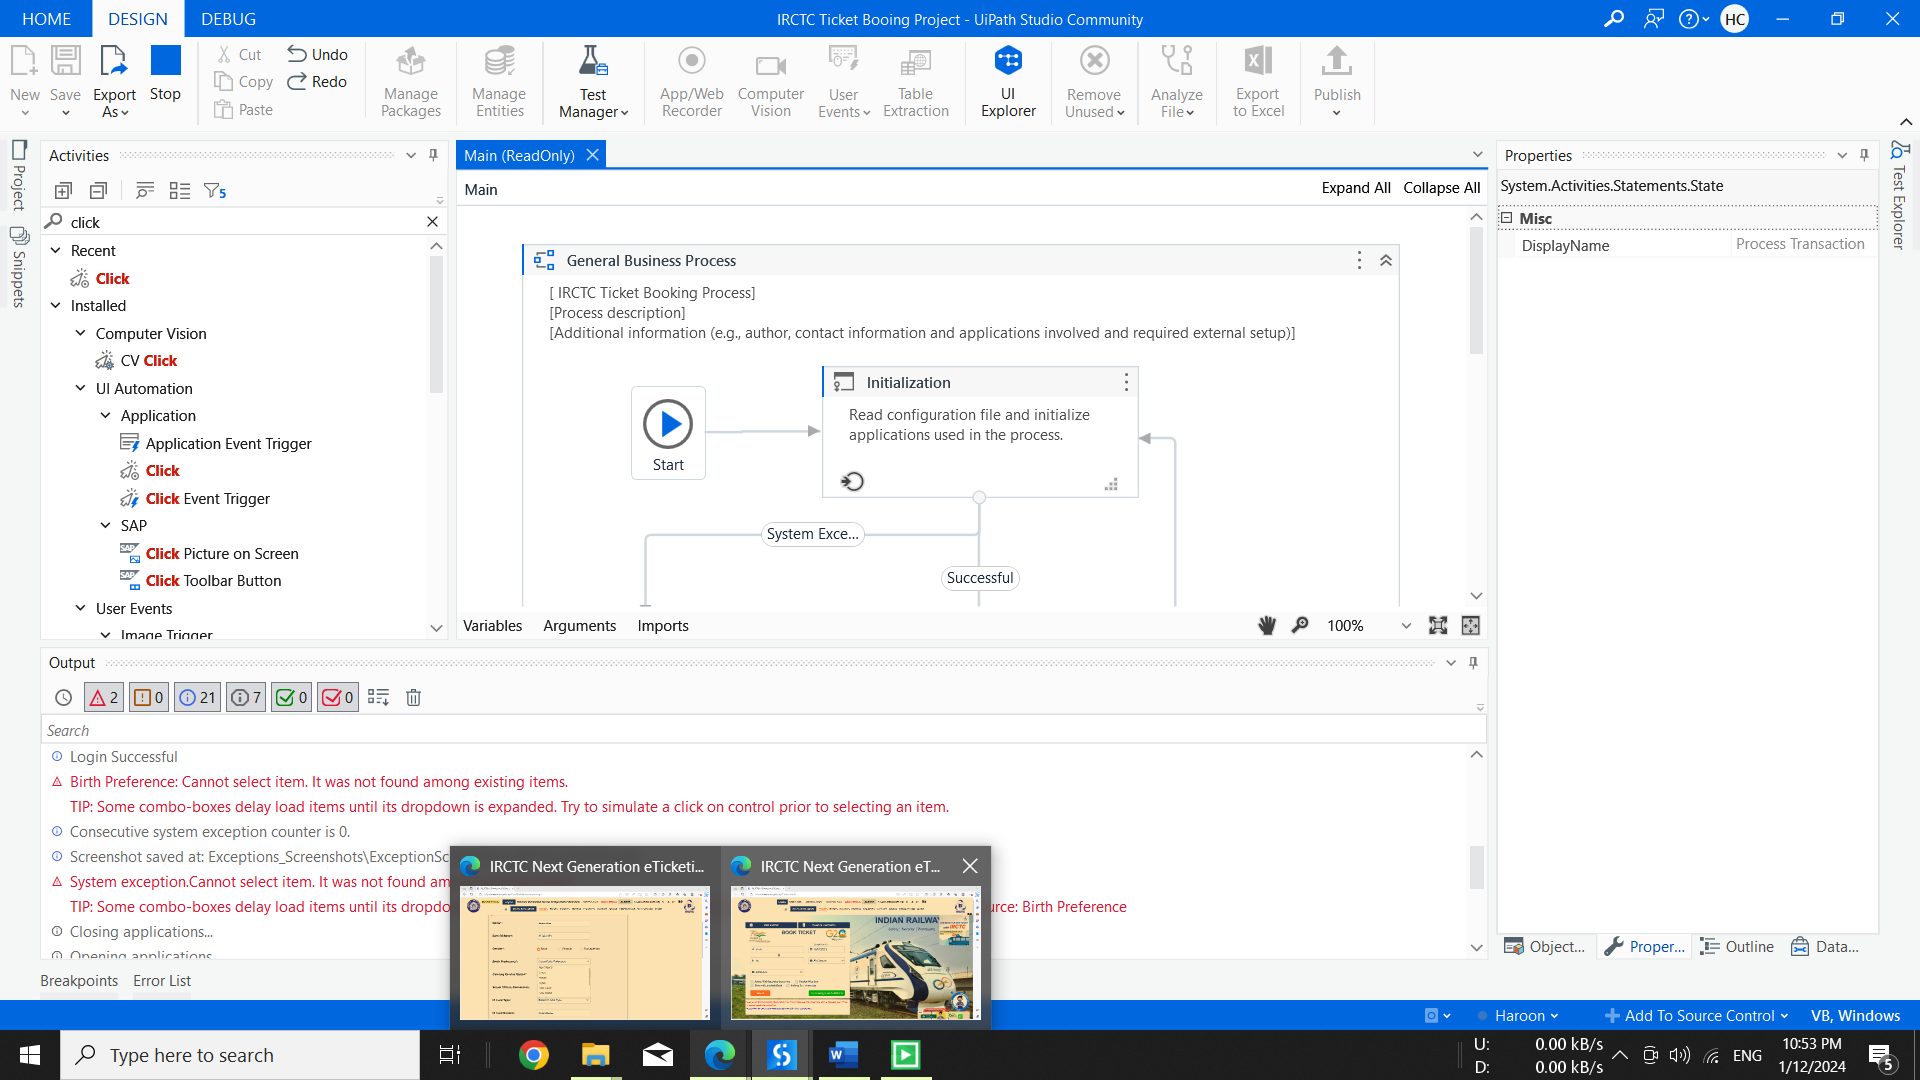 HOME DESIGN DEBUG IRCTC Ticket Booing Project - UiPath Studio Community HC
New Save Export As Stop Cut Copy Paste Undo Redo Manage Packages Manage Entities Test Manager App/Web Recorder Computer Vision User Events Table Extraction UI Explorer Remove Unused Analyze File Export to Excel Publish
Project
Snippets
Activities
5
click
Recent
Click
Installed
Computer Vision
CV Click
UI Automation
Application
Application Event Trigger
Click
Click Event Trigger
SAP
Click Picture on Screen
Click Toolbar Button
User Events
Image Trigger
Main (ReadOnly)
Main Expand All Collapse All
General Business Process
[ IRCTC Ticket Booking Process]
[Process description]
[Additional information (e.g., author, contact information and applications involved and required external setup)]
Start
Initialization
Read configuration file and initialize
applications used in the process.
System Exce...
Successful
Variables Arguments Imports 100%
Properties
System.Activities.Statements.State
Misc
DisplayName Process Transaction
Test Explorer
Output
2 0 21 7 0 0
Search
Login Successful
Birth Preference: Cannot select item. It was not found among existing items.
TIP: Some combo-boxes delay load items until its dropdown is expanded. Try to simulate a click on control prior to selecting an item.
Consecutive system exception counter is 0.
Screenshot saved at: Exceptions_Screenshots\ExceptionSc
System exception.Cannot select item. It was not found am
TIP: Some combo-boxes delay load items until its dropdo urce: Birth Preference
Closing applications...
Opening applications
IRCTC Next Generation eTicketi... IRCTC Next Generation eT...
INDIAN RAILWA
BOOK TICKET
Object... Proper... Outline Data...
Breakpoints Error List
Haroon Add To Source Control VB, Windows
Type here to search
U: 0.00 kB/s
D: 0.00 kB/s
ENG
10:53 PM
1/12/2024
5